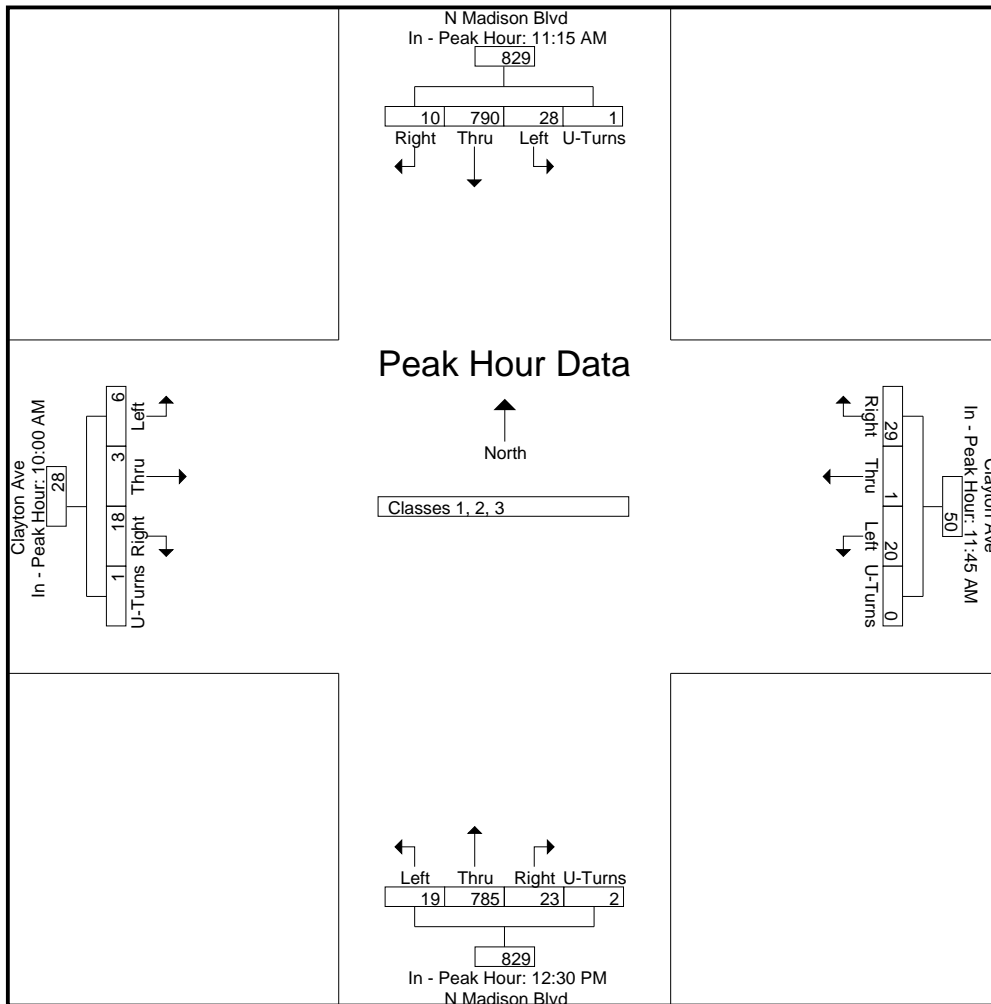 N Madison Blvd
In - Peak Hour: 11:15 AM
829
10 790 28 1
Right Thru Left U-Turns
Peak Hour Data
North
Classes 1, 2, 3
Clayton Ave
In - Peak Hour: 10:00 AM
28
6 3 18 1
Left Thru Right U-Turns
Clayton Ave
In - Peak Hour: 11:45 AM
50
29 1 20 0
Right Thru Left U-Turns
Left Thru Right U-Turns
19 785 23 2
829
In - Peak Hour: 12:30 PM
N Madison Blvd